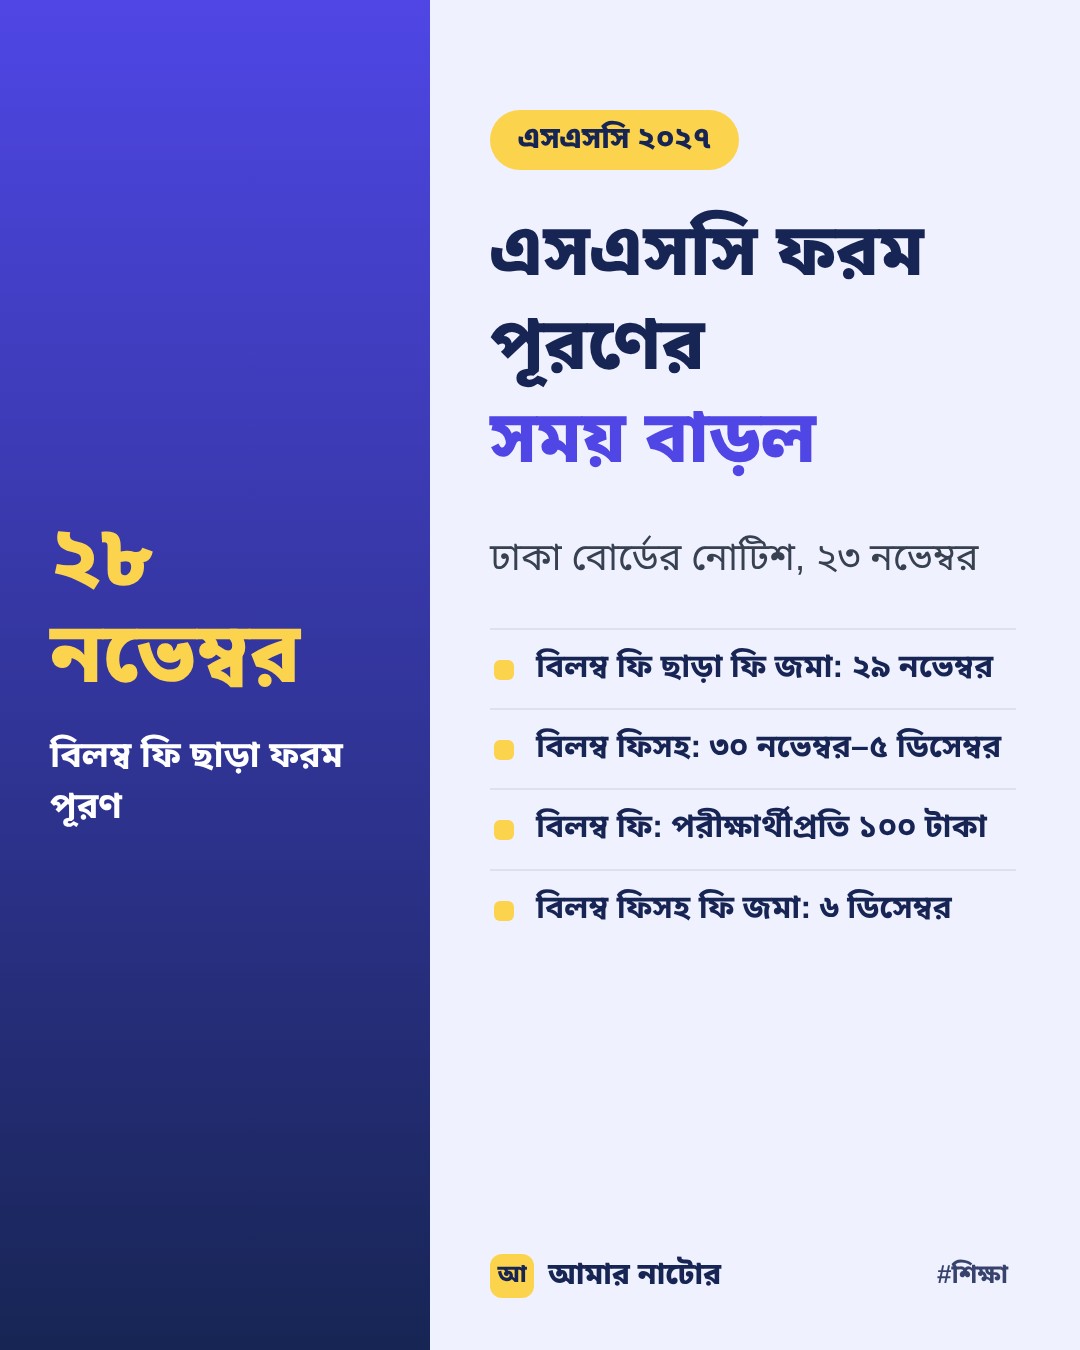 ২৮
নভেম্বর
বিলম্ব ফি ছাড়া ফরম
পূরণ
এসএসসি ২০২৭
এসএসসি ফরম
পূরণের
সময় বাড়ল
ঢাকা বোর্ডের নোটিশ, ২৩ নভেম্বর
বিলম্ব ফি ছাড়া ফি জমা: ২৯ নভেম্বর
বিলম্ব ফিসহ: ৩০ নভেম্বর–৫ ডিসেম্বর
বিলম্ব ফি: পরীক্ষার্থীপ্রতি ১০০ টাকা
বিলম্ব ফিসহ ফি জমা: ৬ ডিসেম্বর
আ আমার নাটোর
#শিক্ষা